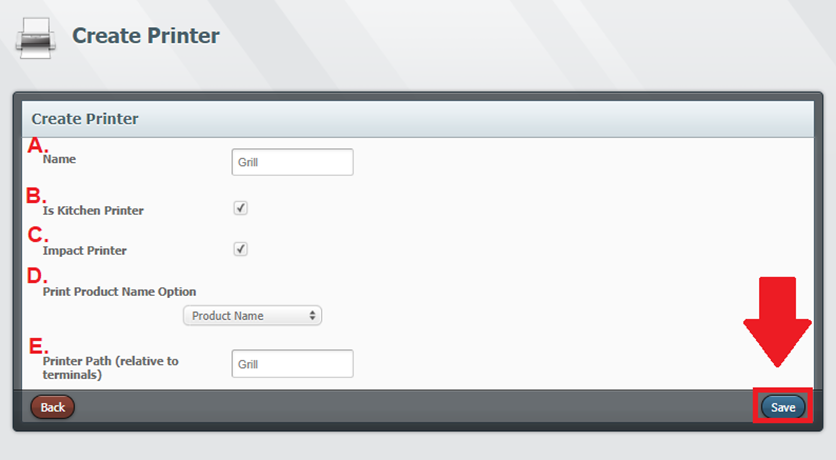 Create Printer
Create Printer
A.
Name
Grill
B.
Is Kitchen Printer
C.
Impact Printer
D.
Print Product Name Option
Product Name
E.
Printer Path (relative to
terminals)
Grill
Back
Save